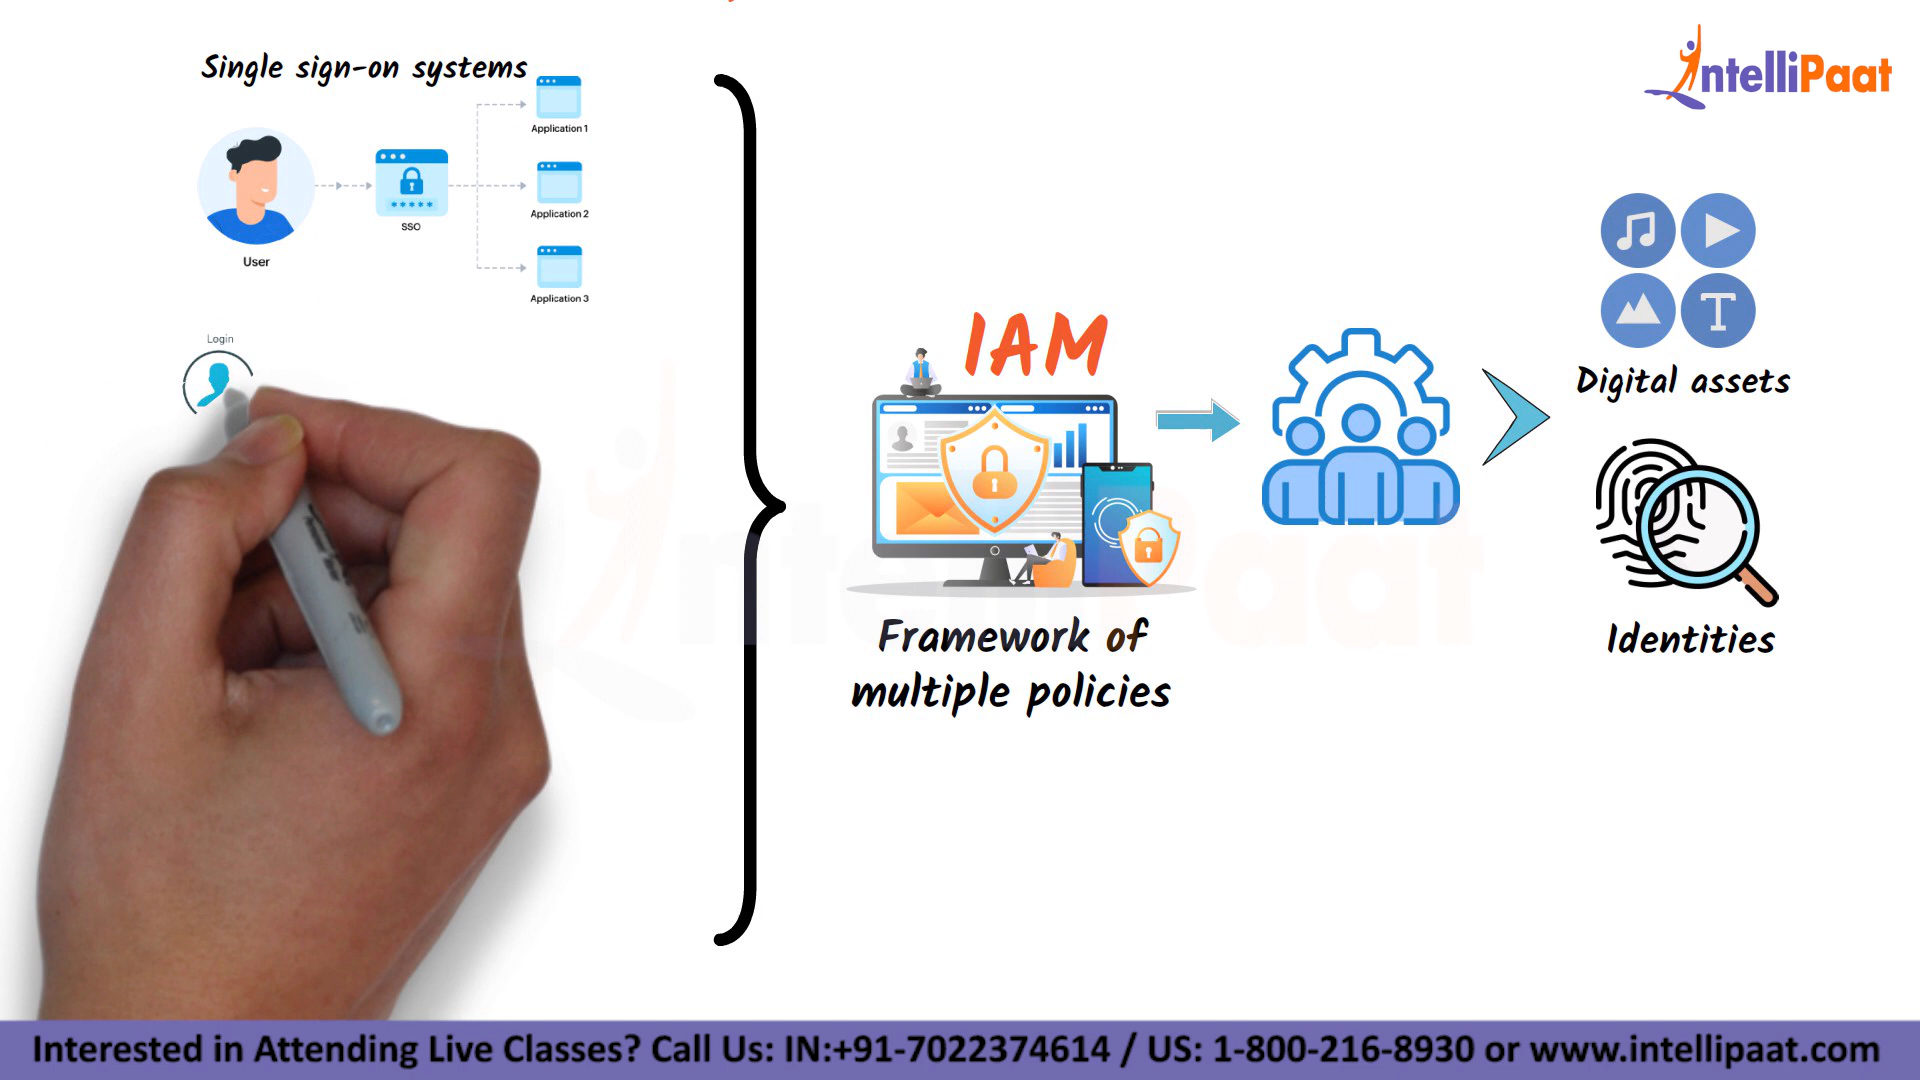 Single sign-on systems
IntelliPaat
Application 1
*****
SSO
Application 2
User
Application 3
Login
IAM
Digital assets
T
Framework of
multiple policies
Identities
IntelliPaat
Interested in Attending Live Classes? Call Us: IN:+91-7022374614 / US: 1-800-216-8930 or www.intellipaat.com